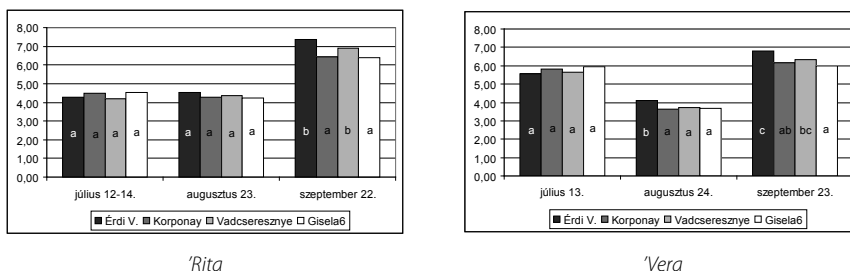 8,00
7,00
6,00
5,00
4,00
3,00
2,00
1,00
0,00
a a a a
a a a a
b a b a
július 12-14. augusztus 23. szeptember 22.
Érdi V. Korponay Vadcseresznye Gisela6
'Rita
8,00
7,00
6,00
5,00
4,00
3,00
2,00
1,00
0,00
a a a a
b a a a
c ab bc a
július 13. augusztus 24. szeptember 23.
Érdi V. Korponay Vadcseresznye Gisela6
'Vera